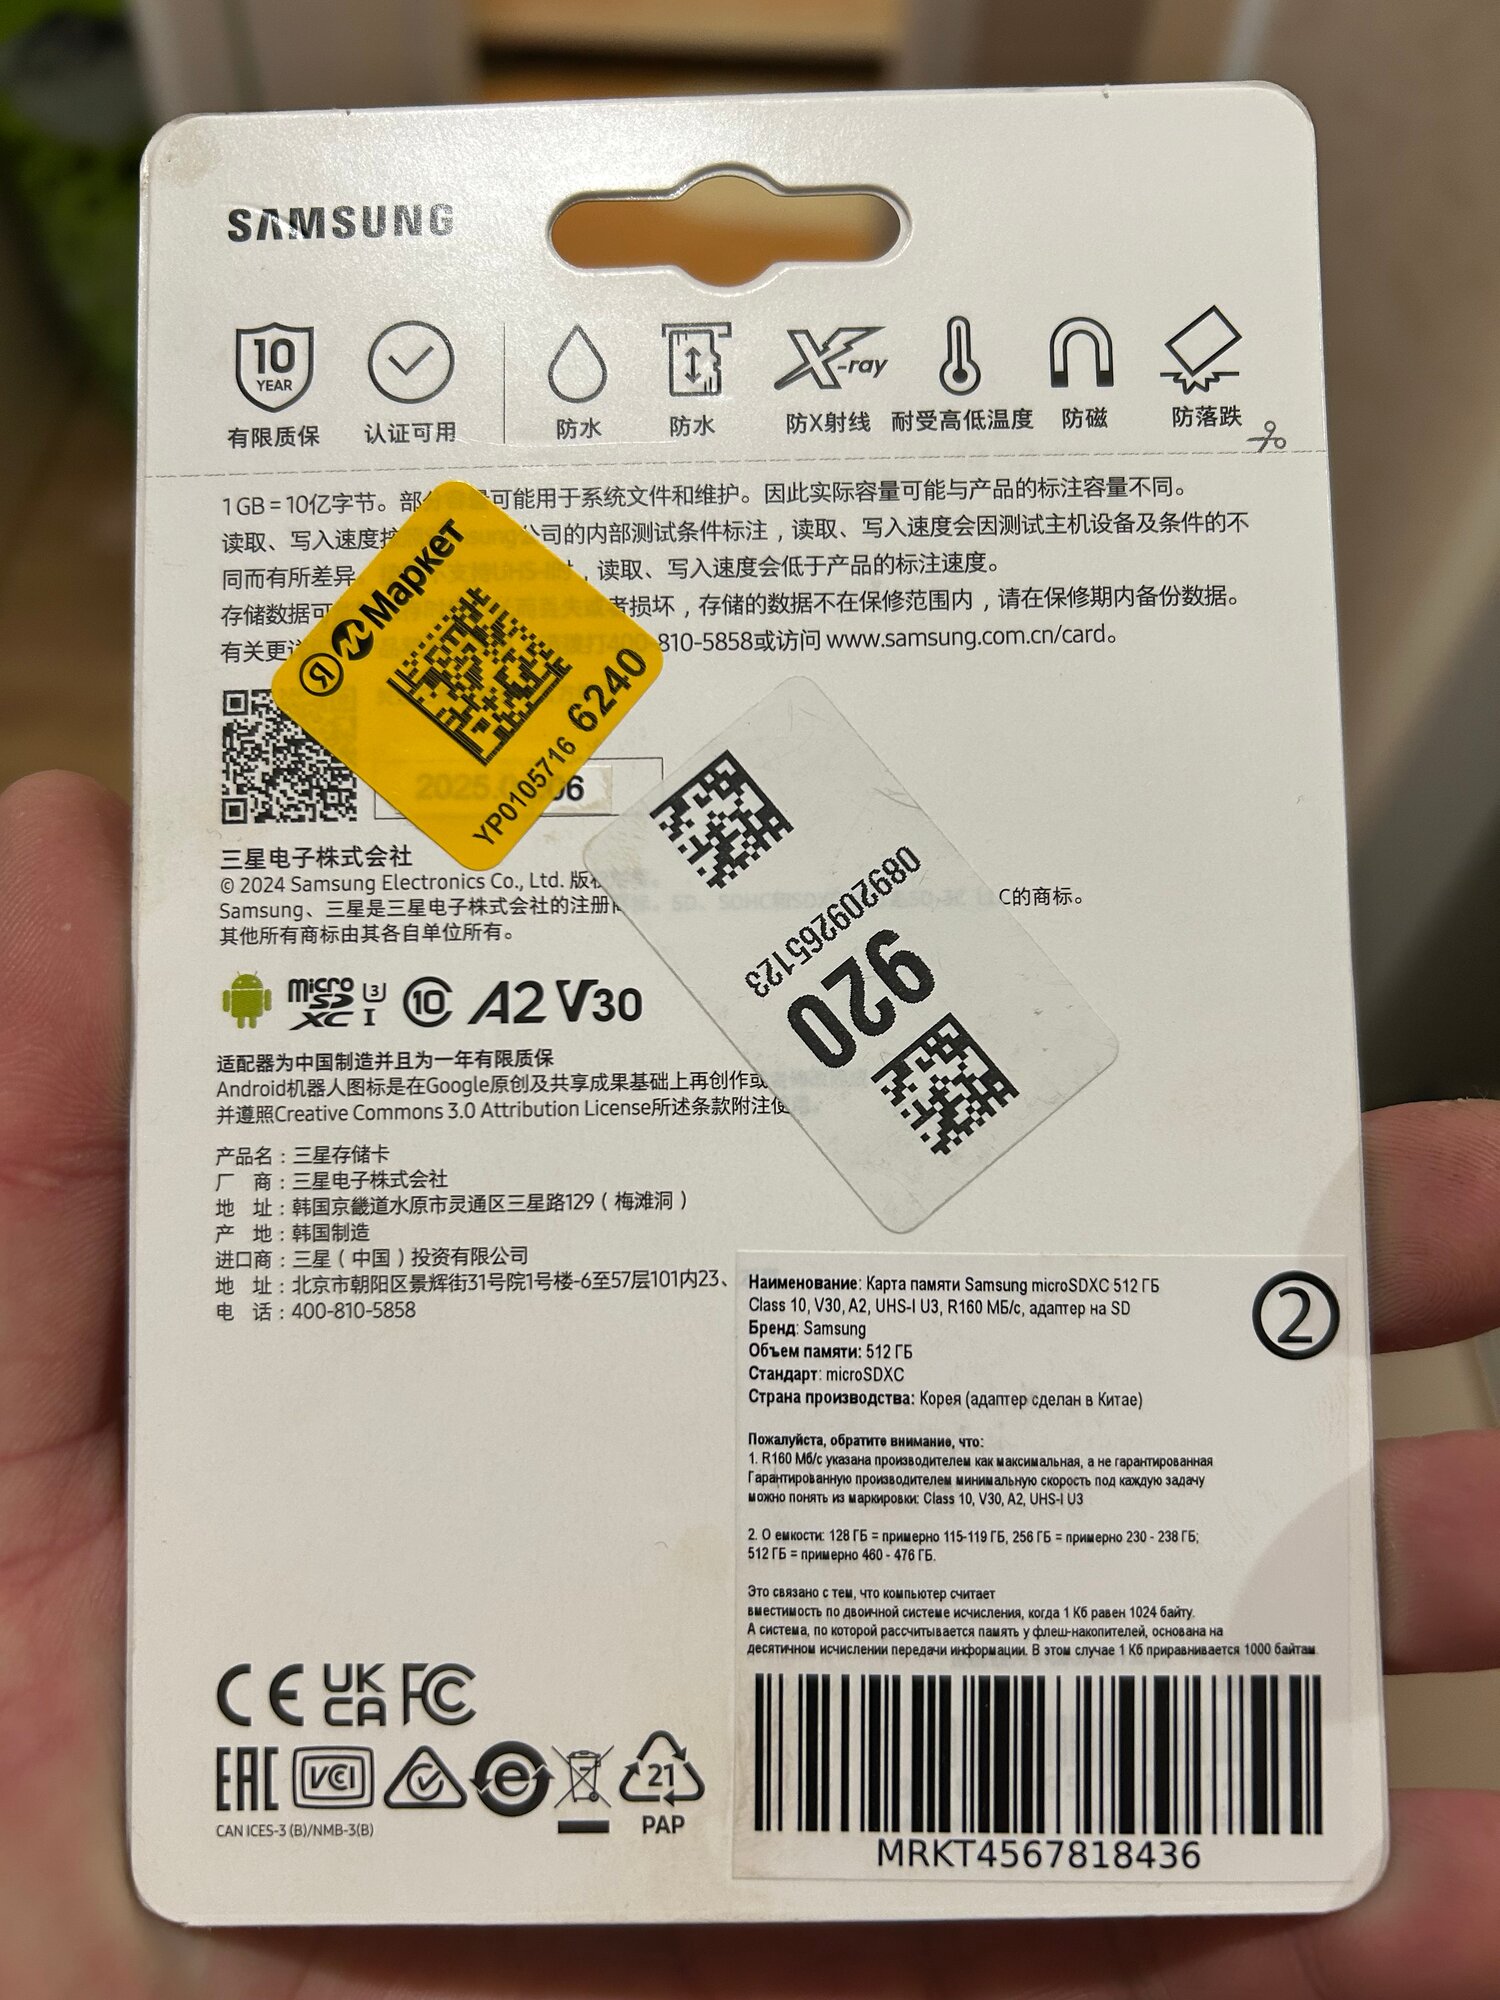 SAMSUNG
10
YEAR
X-ray
有限质保
认证可用
防水
防水
防X射线
耐受高低温度
防磁
防落跌
1GB = 10亿字节。部分容量可能用于系统文件和维护。因此实际容量可能与产品的标注容量不同。
读取、写入速度按 公司的内部测试条件标注，读取、写入速度会因测试主机设备及条件的不
同而有所差异。 ，读取、写入速度会低于产品的标注速度。
存储数据可 者损坏，存储的数据不在保修范围内，请在保修期内备份数据。
有关更 -810-5858或访问 www.samsung.com.cn/card。
Я Маркет
YP0105716 6240
2025. 06
089209265123
920
三星电子株式会社
© 2024 Samsung Electronics Co., Ltd. 版权
Samsung、三星是三星电子株式会社的注册 C的商标。
其他所有商标由其各自单位所有。
micro SD XC I U3 10 A2 V30
适配器为中国制造并且为一年有限质保
Android机器人图标是在Google原创及共享成果基础上再创作或
并遵照Creative Commons 3.0 Attribution License所述条款附注使
产品名：三星存储卡
厂 商：三星电子株式会社
地 址：韩国京畿道水原市灵通区三星路129（梅滩洞）
产 地：韩国制造
进口商：三星（中国）投资有限公司
地 址：北京市朝阳区景辉街31号院1号楼-6至57层101内23、
电 话：400-810-5858
2
Наименование: Карта памяти Samsung microSDXC 512 ГБ
Class 10, V30, A2, UHS-I U3, R160 МБ/с, адаптер на SD
Бренд: Samsung
Объем памяти: 512 ГБ
Стандарт: microSDXC
Страна производства: Корея (адаптер сделан в Китае)
Пожалуйста, обратите внимание, что:
1. R160 Мб/с указана производителем как максимальная, а не гарантированная
Гарантированную производителем минимальную скорость под каждую задачу
можно понять из маркировки: Class 10, V30, A2, UHS-I U3
2. О емкости: 128 ГБ = примерно 115-119 ГБ, 256 ГБ = примерно 230 - 238 ГБ;
512 ГБ = примерно 460 - 476 ГБ.
Это связано с тем, что компьютер считает
вместимость по двоичной системе исчисления, когда 1 Кб равен 1024 байту.
А система, по которой рассчитывается память у флеш-накопителей, основана на
десятичном исчислении передачи информации. В этом случае 1 Кб приравнивается 1000 байтам
MRKT4567818436
CE UK CA FC
EAC VCI e 21
CAN ICES-3 (B)/NMB-3(B)
PAP